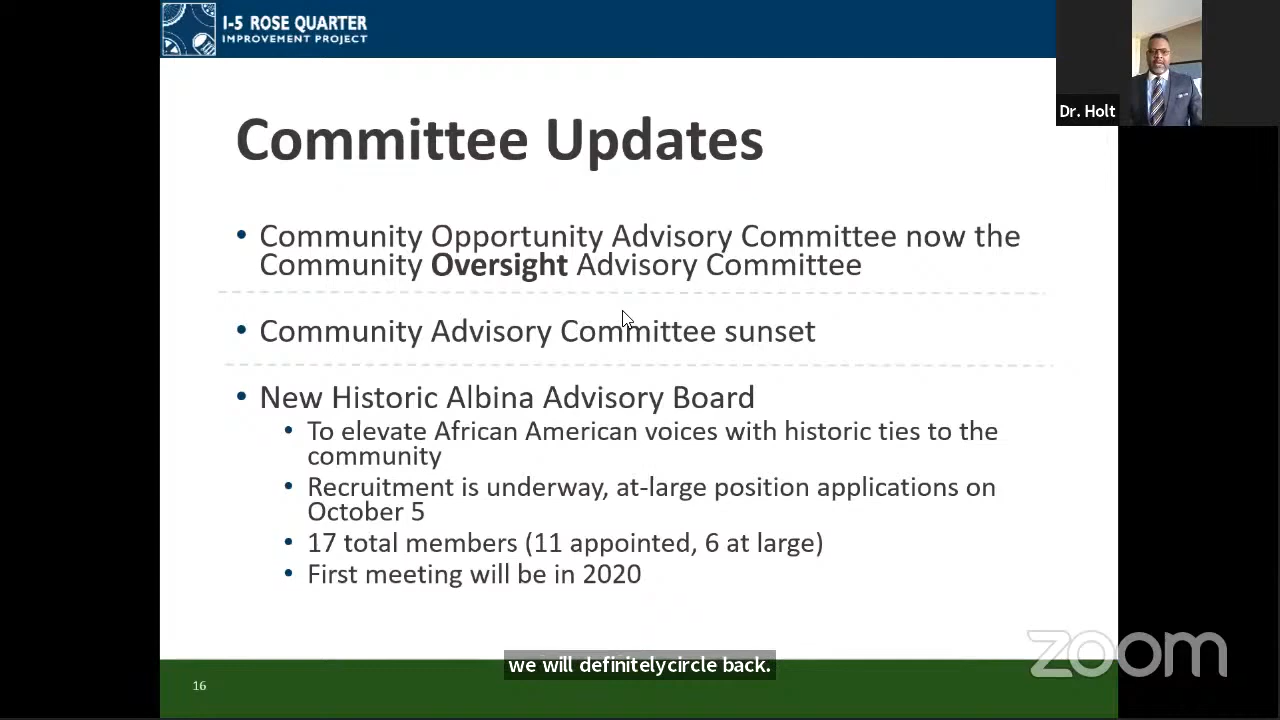 I-5 ROSE QUARTER
IMPROVEMENT PROJECT
Dr. Holt
Committee Updates
• Community Opportunity Advisory Committee now the
Community Oversight Advisory Committee
• Community Advisory Committee sunset
• New Historic Albina Advisory Board
• To elevate African American voices with historic ties to the
community
• Recruitment is underway, at-large position applications on
October 5
• 17 total members (11 appointed, 6 at large)
• First meeting will be in 2020
we will definitelycircle back.
zoom
16